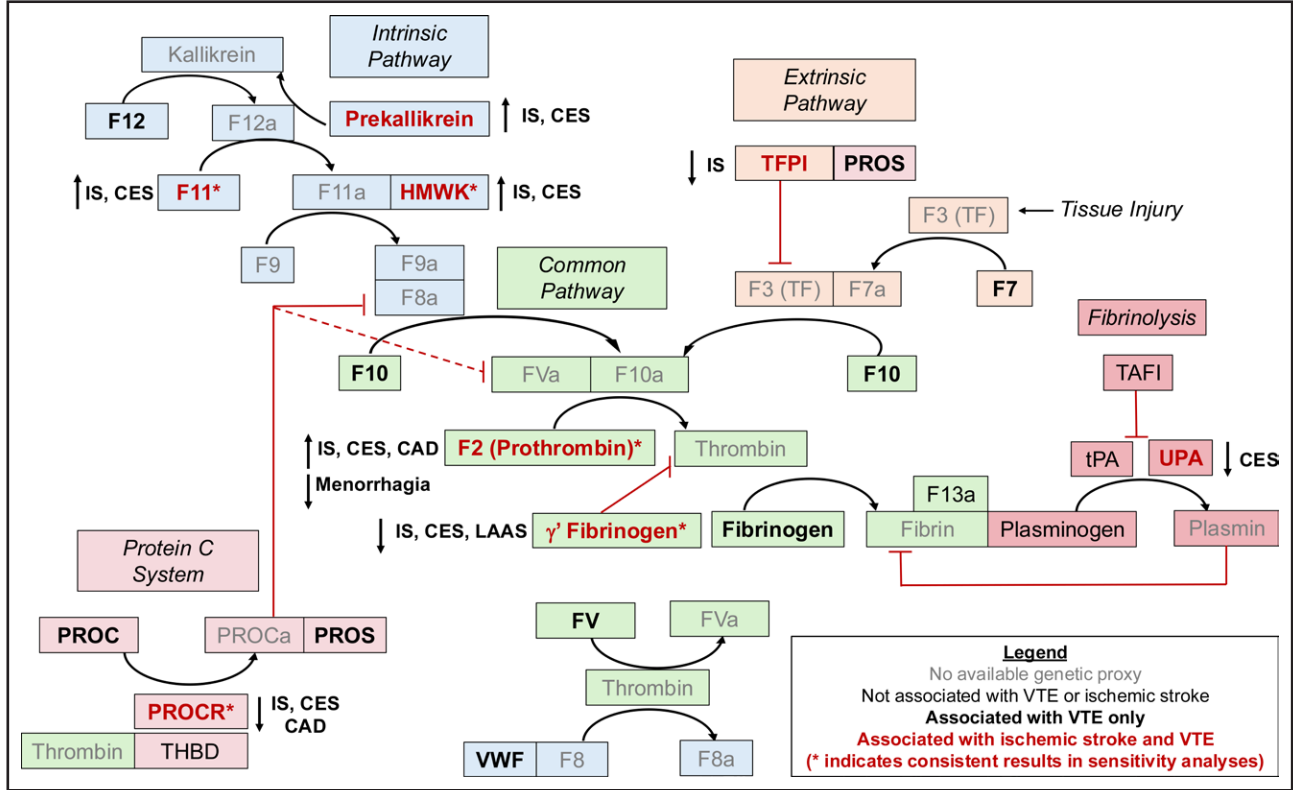 Intrinsic
Pathway
Kallikrein
F12
F12a
Prekallikrein
IS, CES
IS, CES
F11*
F11a
HMWK*
IS, CES
F9
F9a
F8a
Extrinsic
Pathway
IS
TFPI
PROS
F3 (TF)
Tissue Injury
F3 (TF)
F7a
F7
Common
Pathway
F10
FVa
F10a
F10
IS, CES, CAD
F2 (Prothrombin)*
Thrombin
Menorrhagia
IS, CES, LAAS
γ' Fibrinogen*
Fibrinogen
F13a
Fibrin
Plasminogen
Plasmin
Fibrinolysis
TAFI
tPA
UPA
CES
Protein C
System
PROC
PROCa
PROS
PROCR*
IS, CES
CAD
Thrombin
THBD
FV
FVa
Thrombin
VWF
F8
F8a
Legend
No available genetic proxy
Not associated with VTE or ischemic stroke
Associated with VTE only
Associated with ischemic stroke and VTE
(* indicates consistent results in sensitivity analyses)